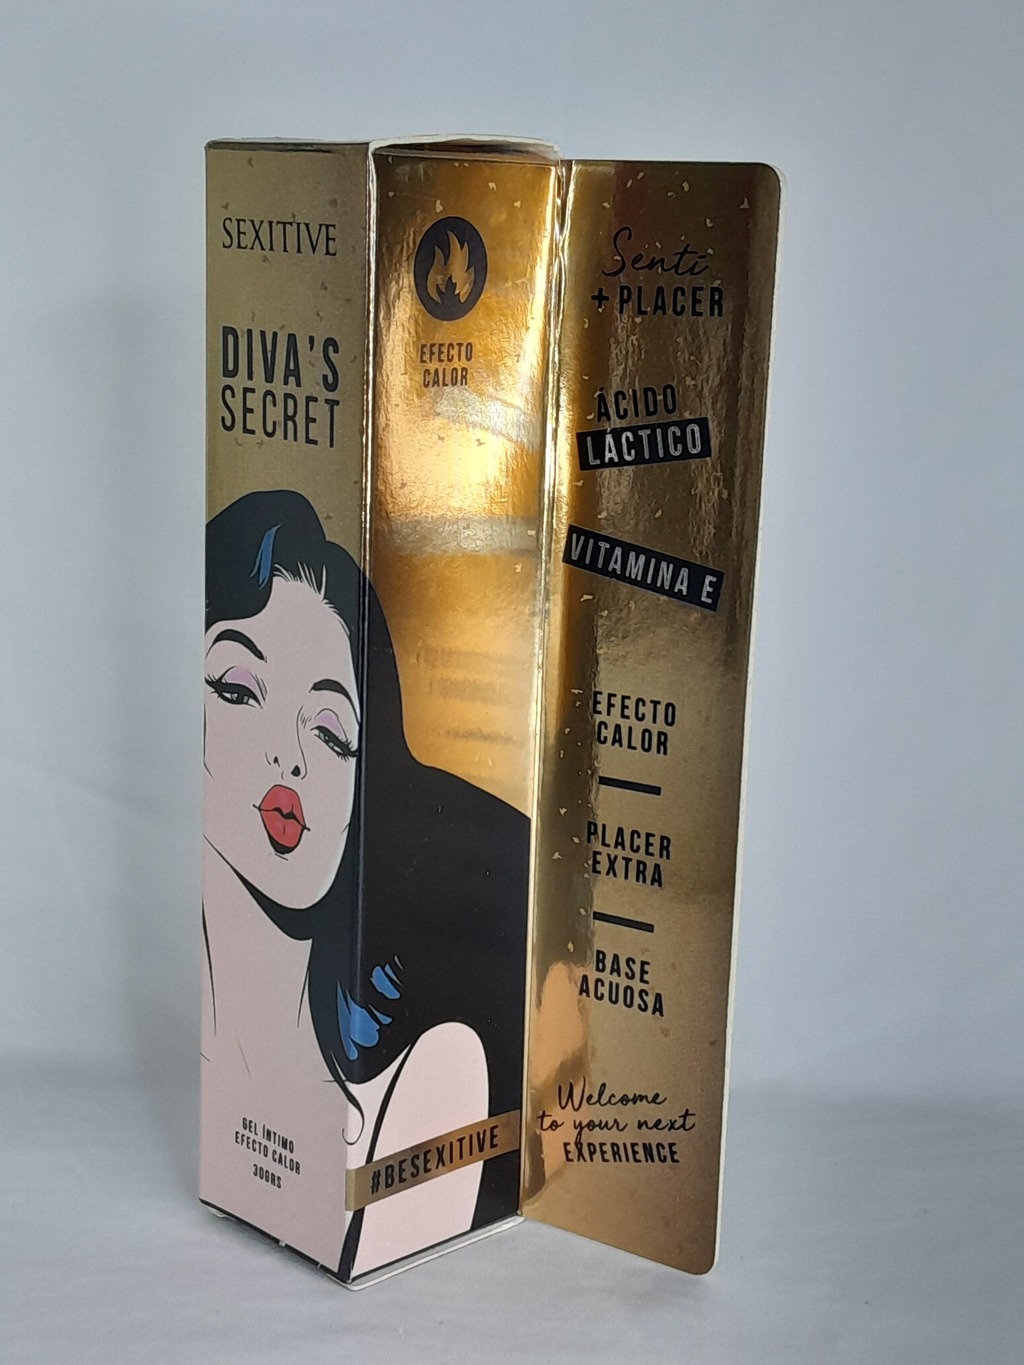 SEXITIVE
DIVA'S
SECRET
GEL ÍNTIMO
EFECTO CALOR
30GRS
EFECTO
CALOR
#BESEXITIVE
Sentí
+ PLACER
ÁCIDO
LÁCTICO
VITAMINA E
EFECTO
CALOR
PLACER
EXTRA
BASE
ACUOSA
Welcome
to your next
EXPERIENCE